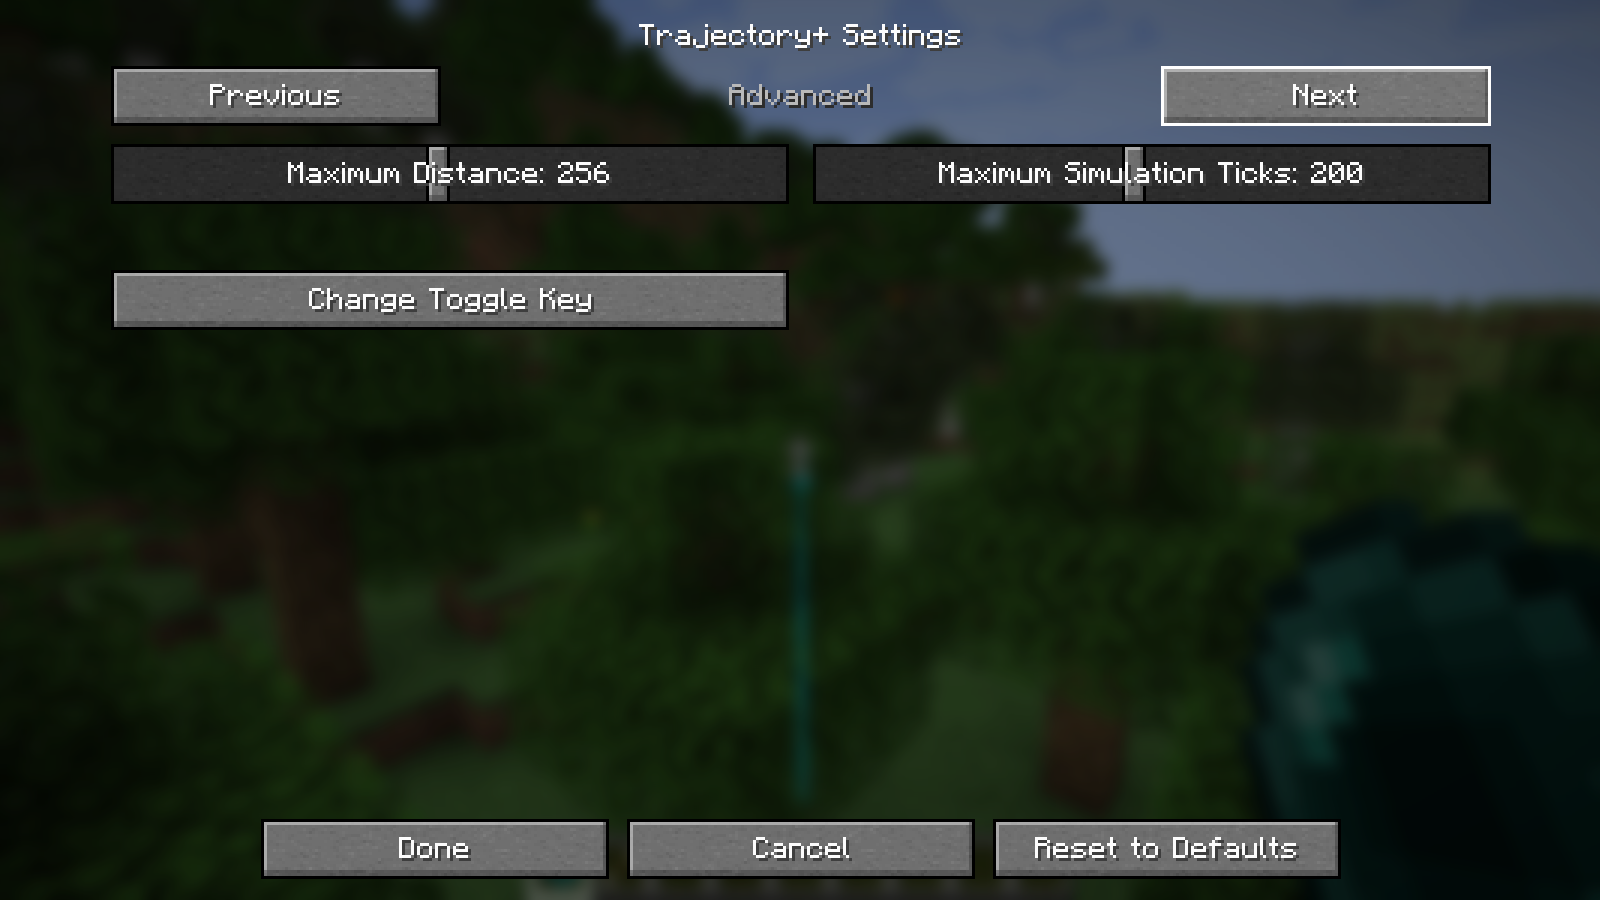 Trajectory+ Settings
Previous
Advanced
Next
Maximum Distance: 256
Maximum Simulation Ticks: 200
Change Toggle Key
Done
Cancel
Reset to Defaults